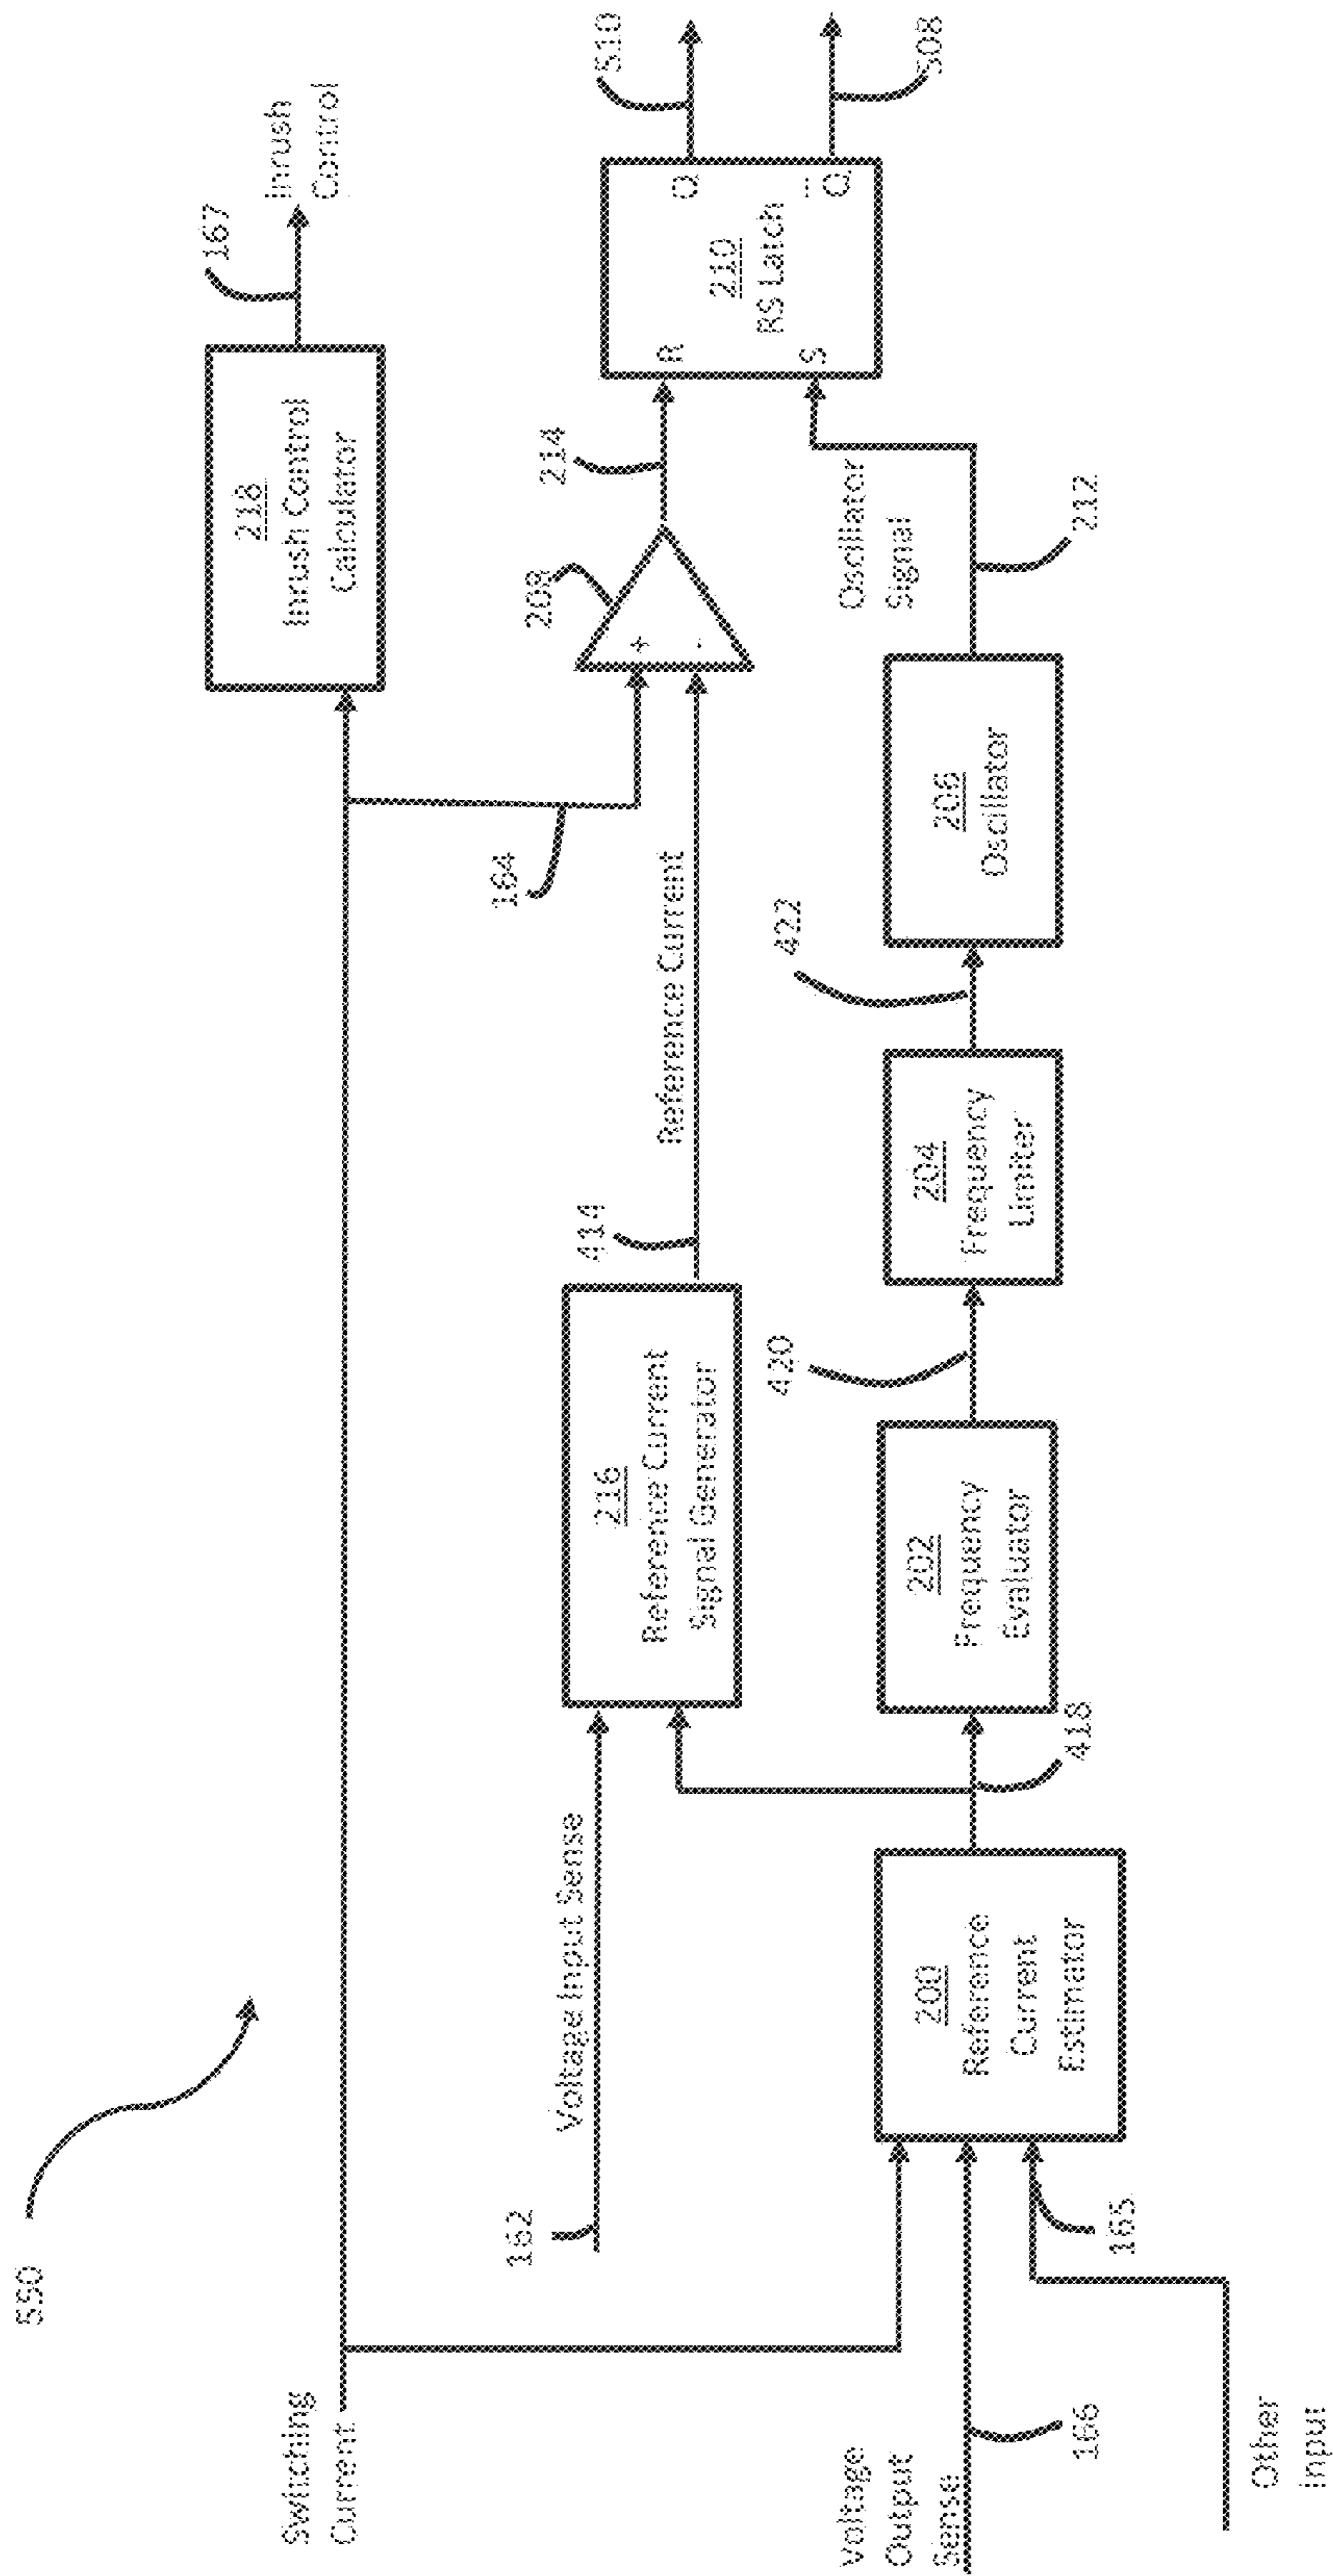 550
Switching
Current
167
Inrush
Control
218
Inrush Control
Calculator
164
162
Voltage Input Sense
216
Reference Current
Signal Generator
414
Reference Current
208
+
-
214
R
S
Q
Q
210
RS Latch
510
508
Voltage
Output
Sense
166
Other
Input
165
200
Reference
Current
Estimator
418
202
Frequency
Evaluator
420
204
Frequency
Limiter
422
206
Oscillator
Oscillator
Signal
212